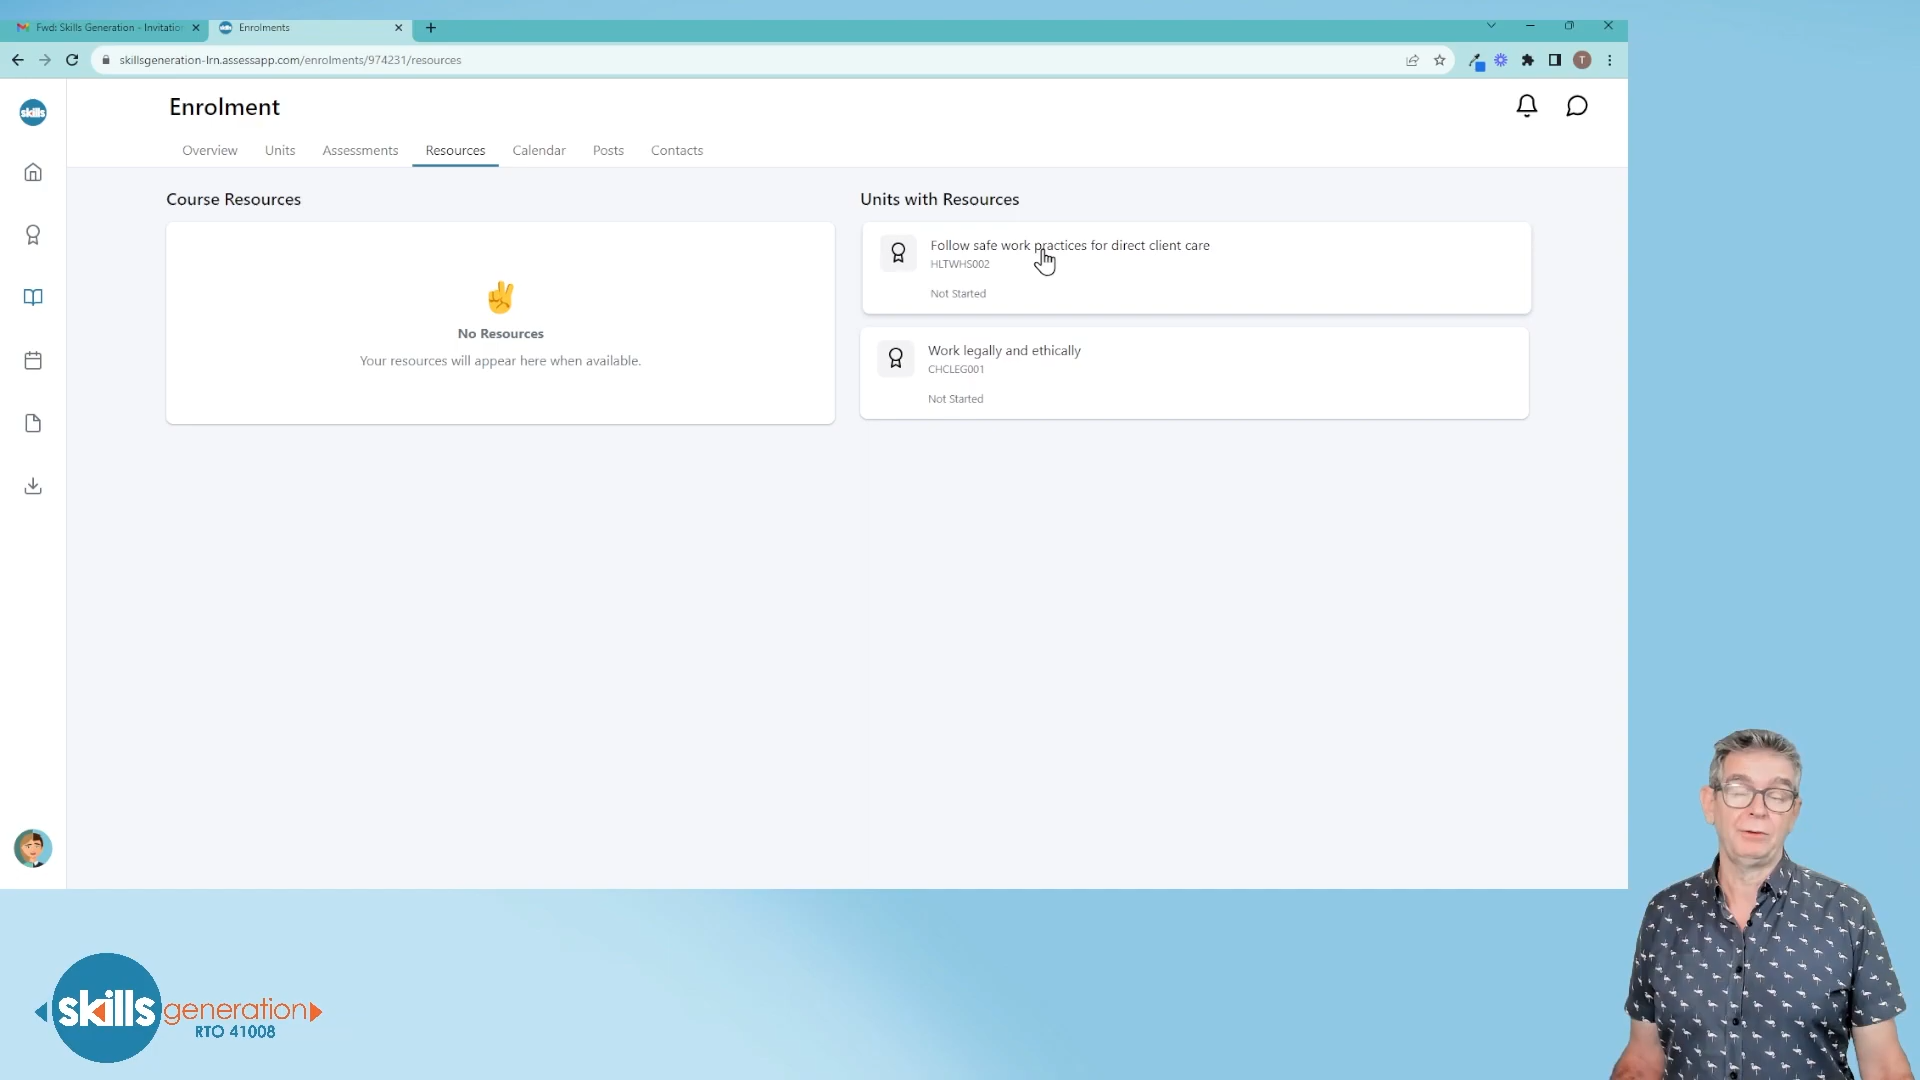 Fwd: Skills Generation - Invitatio
Enrolments
skillsgeneration-lrn.assessapp.com/enrolments/974231/resources
T
skills
Enrolment
Overview
Units
Assessments
Resources
Calendar
Posts
Contacts
Course Resources
No Resources
Your resources will appear here when available.
Units with Resources
Follow safe work practices for direct client care
HLTWHS002
Not Started
Work legally and ethically
CHCLEG001
Not Started
skills generation
RTO 41008